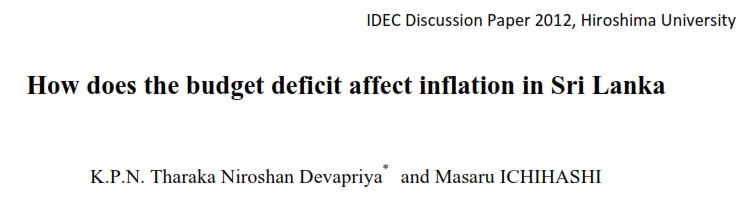 IDEC Discussion Paper 2012, Hiroshima University
How does the budget deficit affect inflation in Sri Lanka
K.P.N. Tharaka Niroshan Devapriya* and Masaru ICHIHASHI